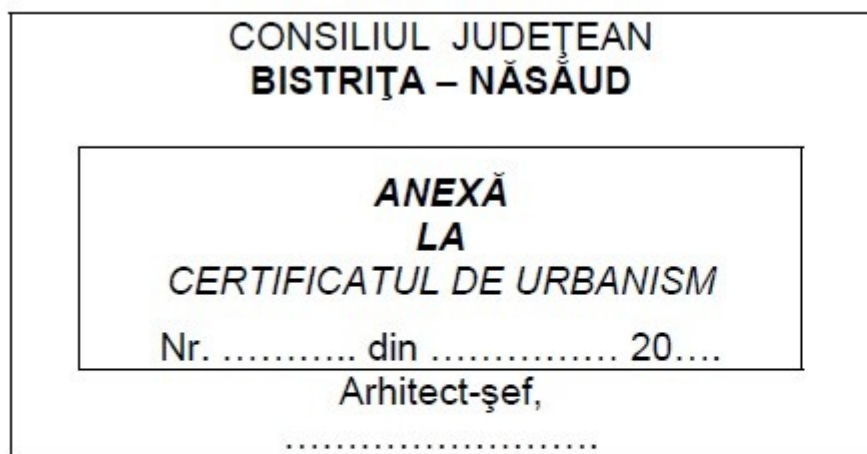 CONSILIUL JUDEŢEAN
BISTRIŢA – NĂSĂUD
ANEXĂ
LA
CERTIFICATUL DE URBANISM
Nr. ……….. din …………… 20….
Arhitect-şef,
……………………..